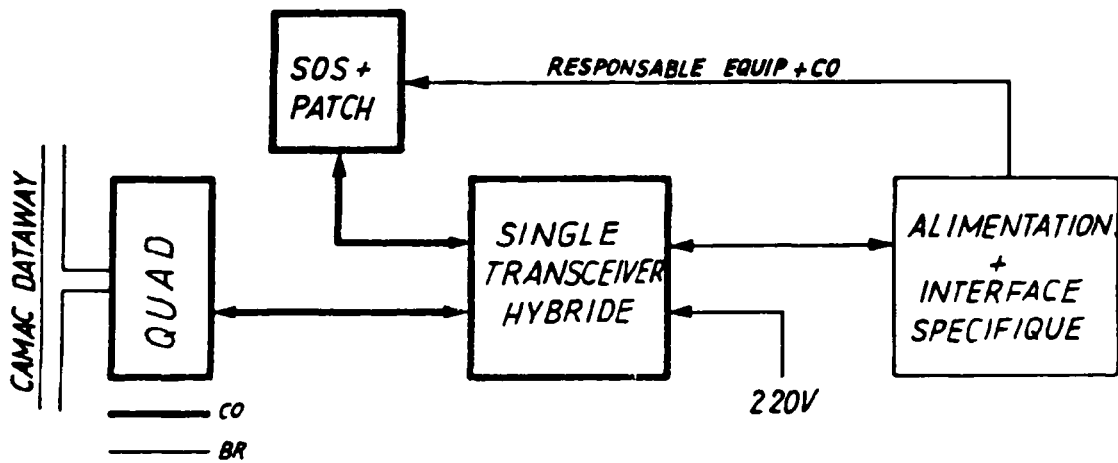 SOS +
PATCH
RESPONSABLE EQUIP + CO
CAMAC DATAWAY
QUAD
SINGLE
TRANSCEIVER
HYBRIDE
ALIMENTATION
+
INTERFACE
SPECIFIQUE
220V
CO
BR